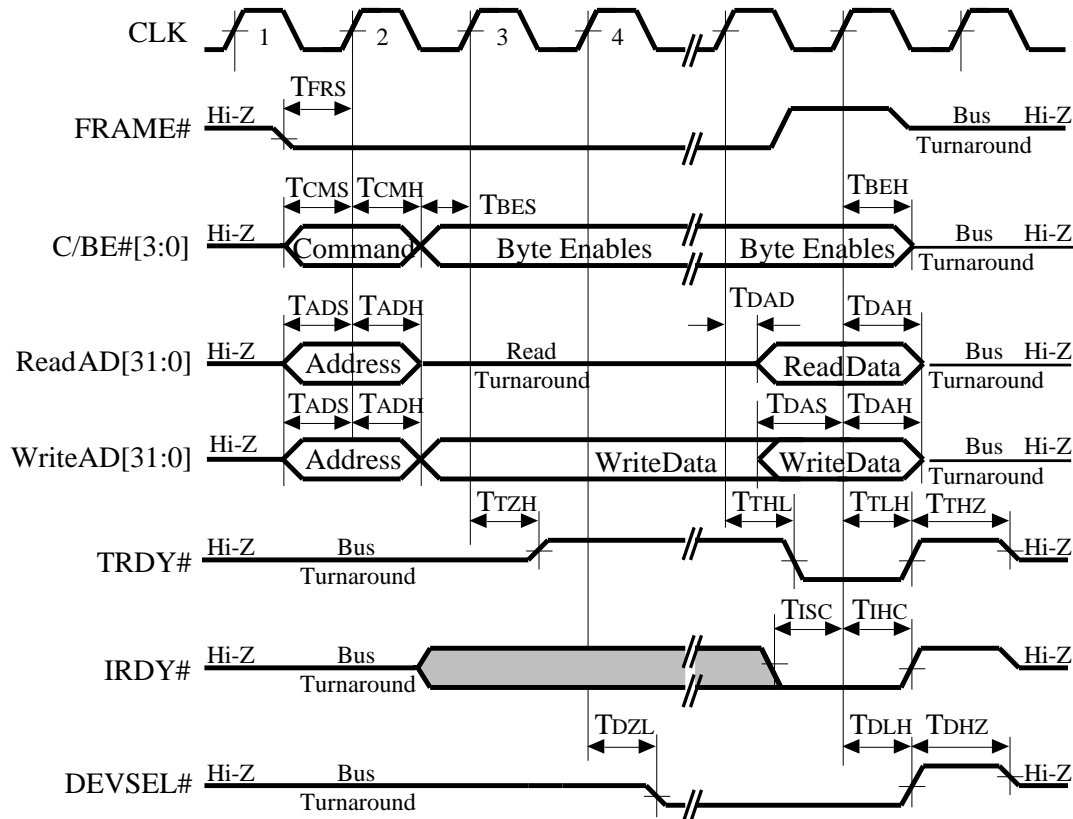 CLK 1 2 3 4
TFRS
FRAME# Hi-Z Bus Hi-Z
Turnaround
TCMS TCMH TBES TBEH
C/BE#[3:0] Hi-Z Command Byte Enables Byte Enables Bus Hi-Z
Turnaround
TADS TADH TDAD TDAH
ReadAD[31:0] Hi-Z Address Read ReadData Bus Hi-Z
Turnaround Turnaround
TADS TADH TDAS TDAH
WriteAD[31:0] Hi-Z Address WriteData WriteData Bus Hi-Z
Turnaround
TTZH TTHL TTLH TTHZ
TRDY# Hi-Z Bus Hi-Z
Turnaround
TISC TIHC
IRDY# Hi-Z Bus Hi-Z
Turnaround
TDZL TDLH TDHZ
DEVSEL# Hi-Z Bus Hi-Z
Turnaround